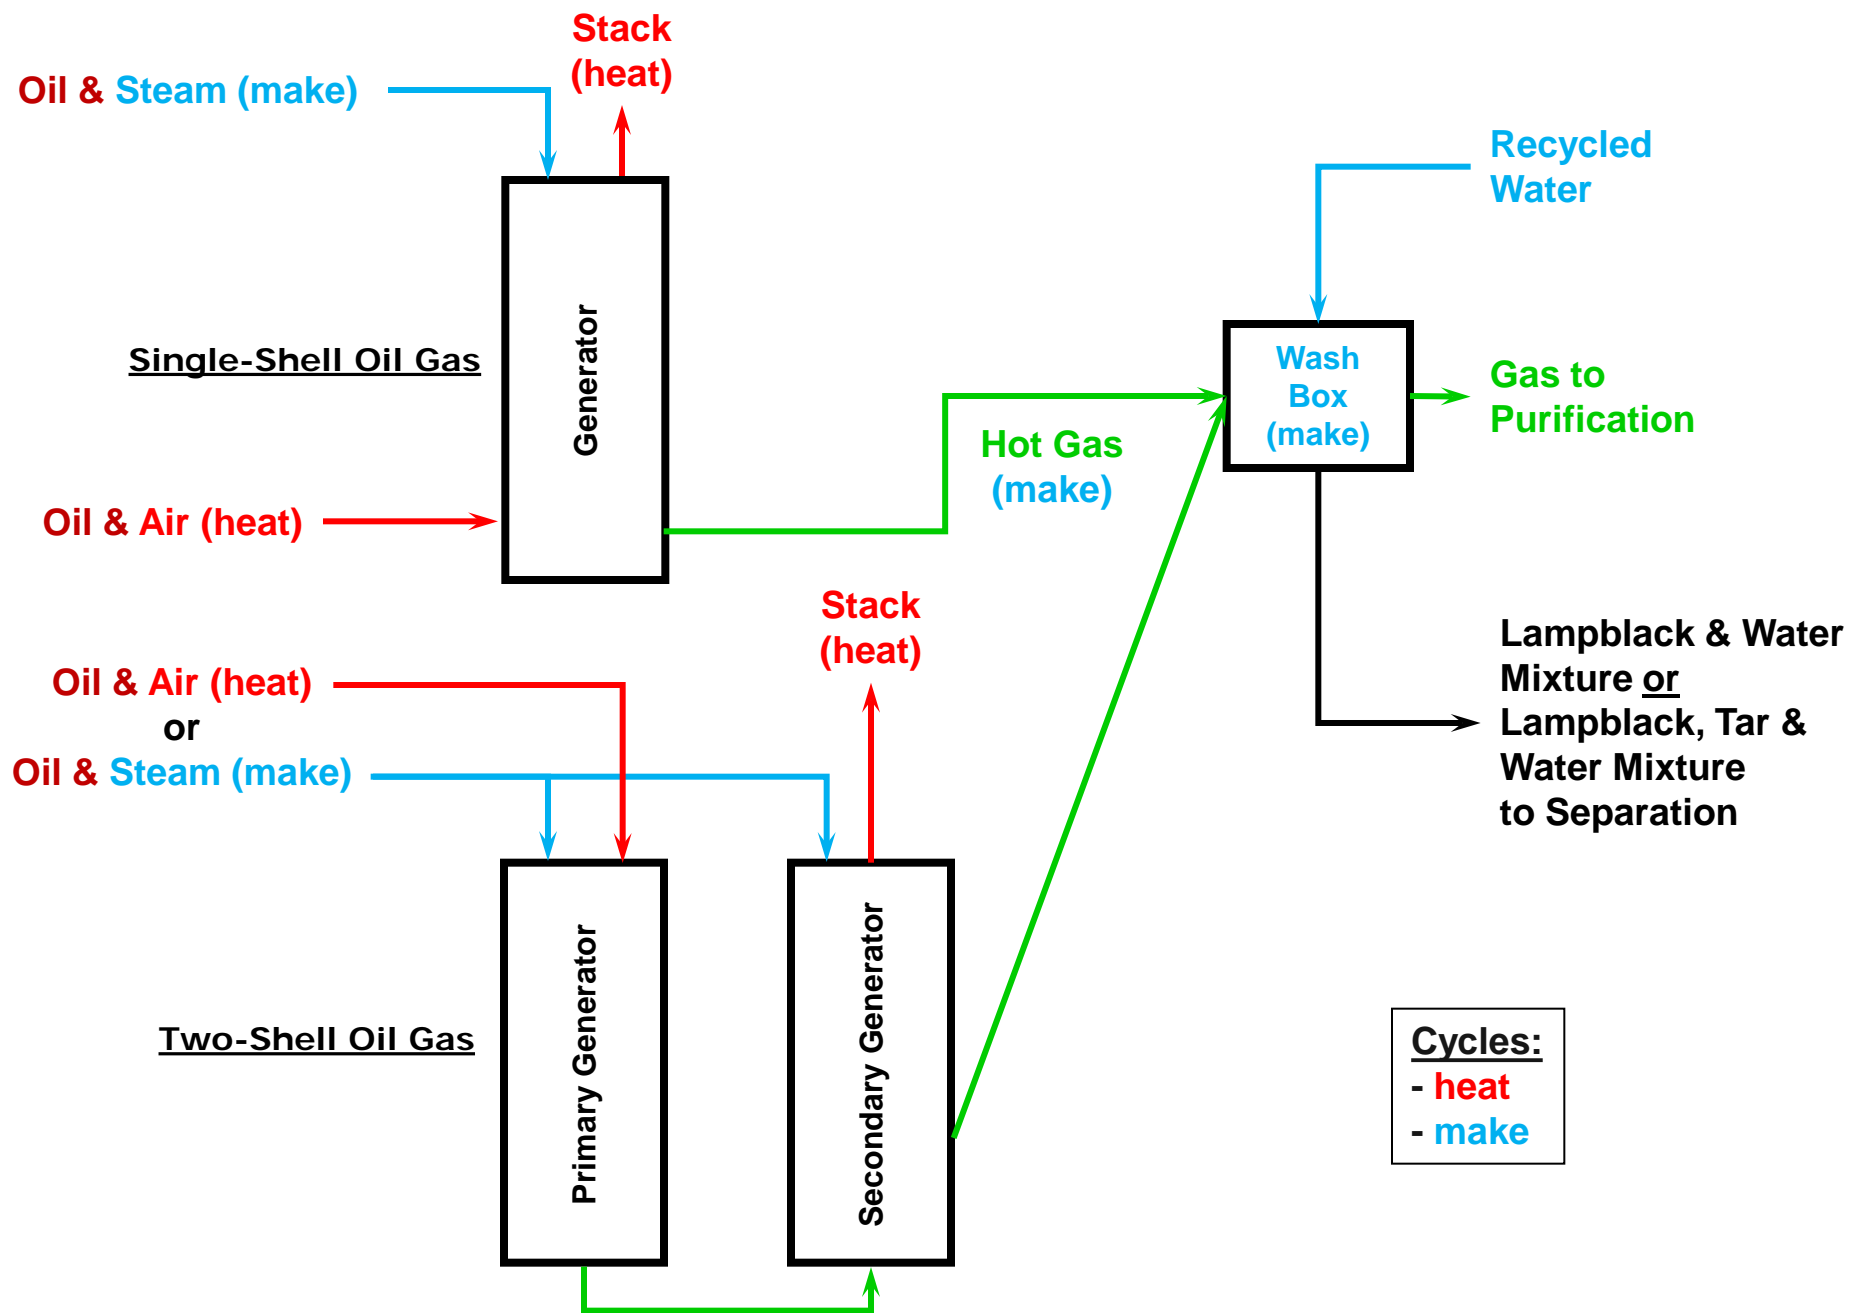 Stack
(heat)
Oil & Steam (make)
Recycled
Water
Single-Shell Oil Gas
Generator
Wash
Box
(make)
Gas to
Purification
Hot Gas
(make)
Oil & Air (heat)
Stack
(heat)
Lampblack & Water
Mixture or
Lampblack, Tar &
Water Mixture
to Separation
Oil & Air (heat)
or
Oil & Steam (make)
Two-Shell Oil Gas
Primary Generator
Secondary Generator
Cycles:
- heat
- make